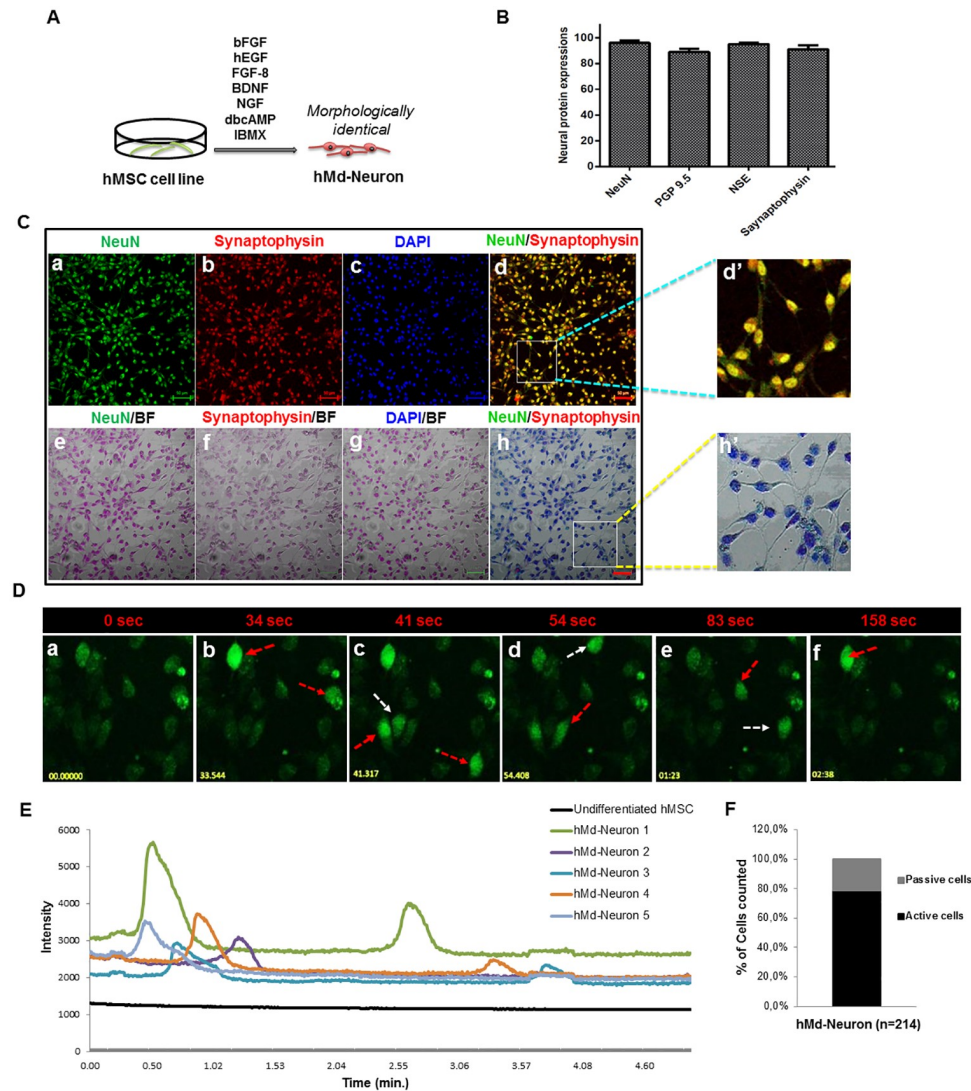 A
bFGF
hEGF
FGF-8
BDNF
NGF
dbcAMP
IBMX
Morphologically
identical
hMSC cell line
hMd-Neuron
B
Neural protein expressions
100
80
60
40
20
0
NeuN
PGP 9.5
NSE
Saynaptophysin
C
NeuN
Synaptophysin
DAPI
NeuN/Synaptophysin
a
b
c
d
d'
NeuN/BF
Synaptophysin/BF
DAPI/BF
NeuN/Synaptophysin
e
f
g
h
h'
D
0 sec
34 sec
41 sec
54 sec
83 sec
158 sec
a
b
c
d
e
f
00.00000
33.544
41.317
54.408
01:23
02:38
E
Intensity
6000
5000
4000
3000
2000
1000
0
0.00
0.50
1.02
1.53
2.04
2.55
3.06
3.57
4.08
4.60
Time (min.)
Undifferentiated hMSC
hMd-Neuron 1
hMd-Neuron 2
hMd-Neuron 3
hMd-Neuron 4
hMd-Neuron 5
F
% of Cells counted
120,0%
100,0%
80,0%
60,0%
40,0%
20,0%
0,0%
Passive cells
Active cells
hMd-Neuron (n=214)